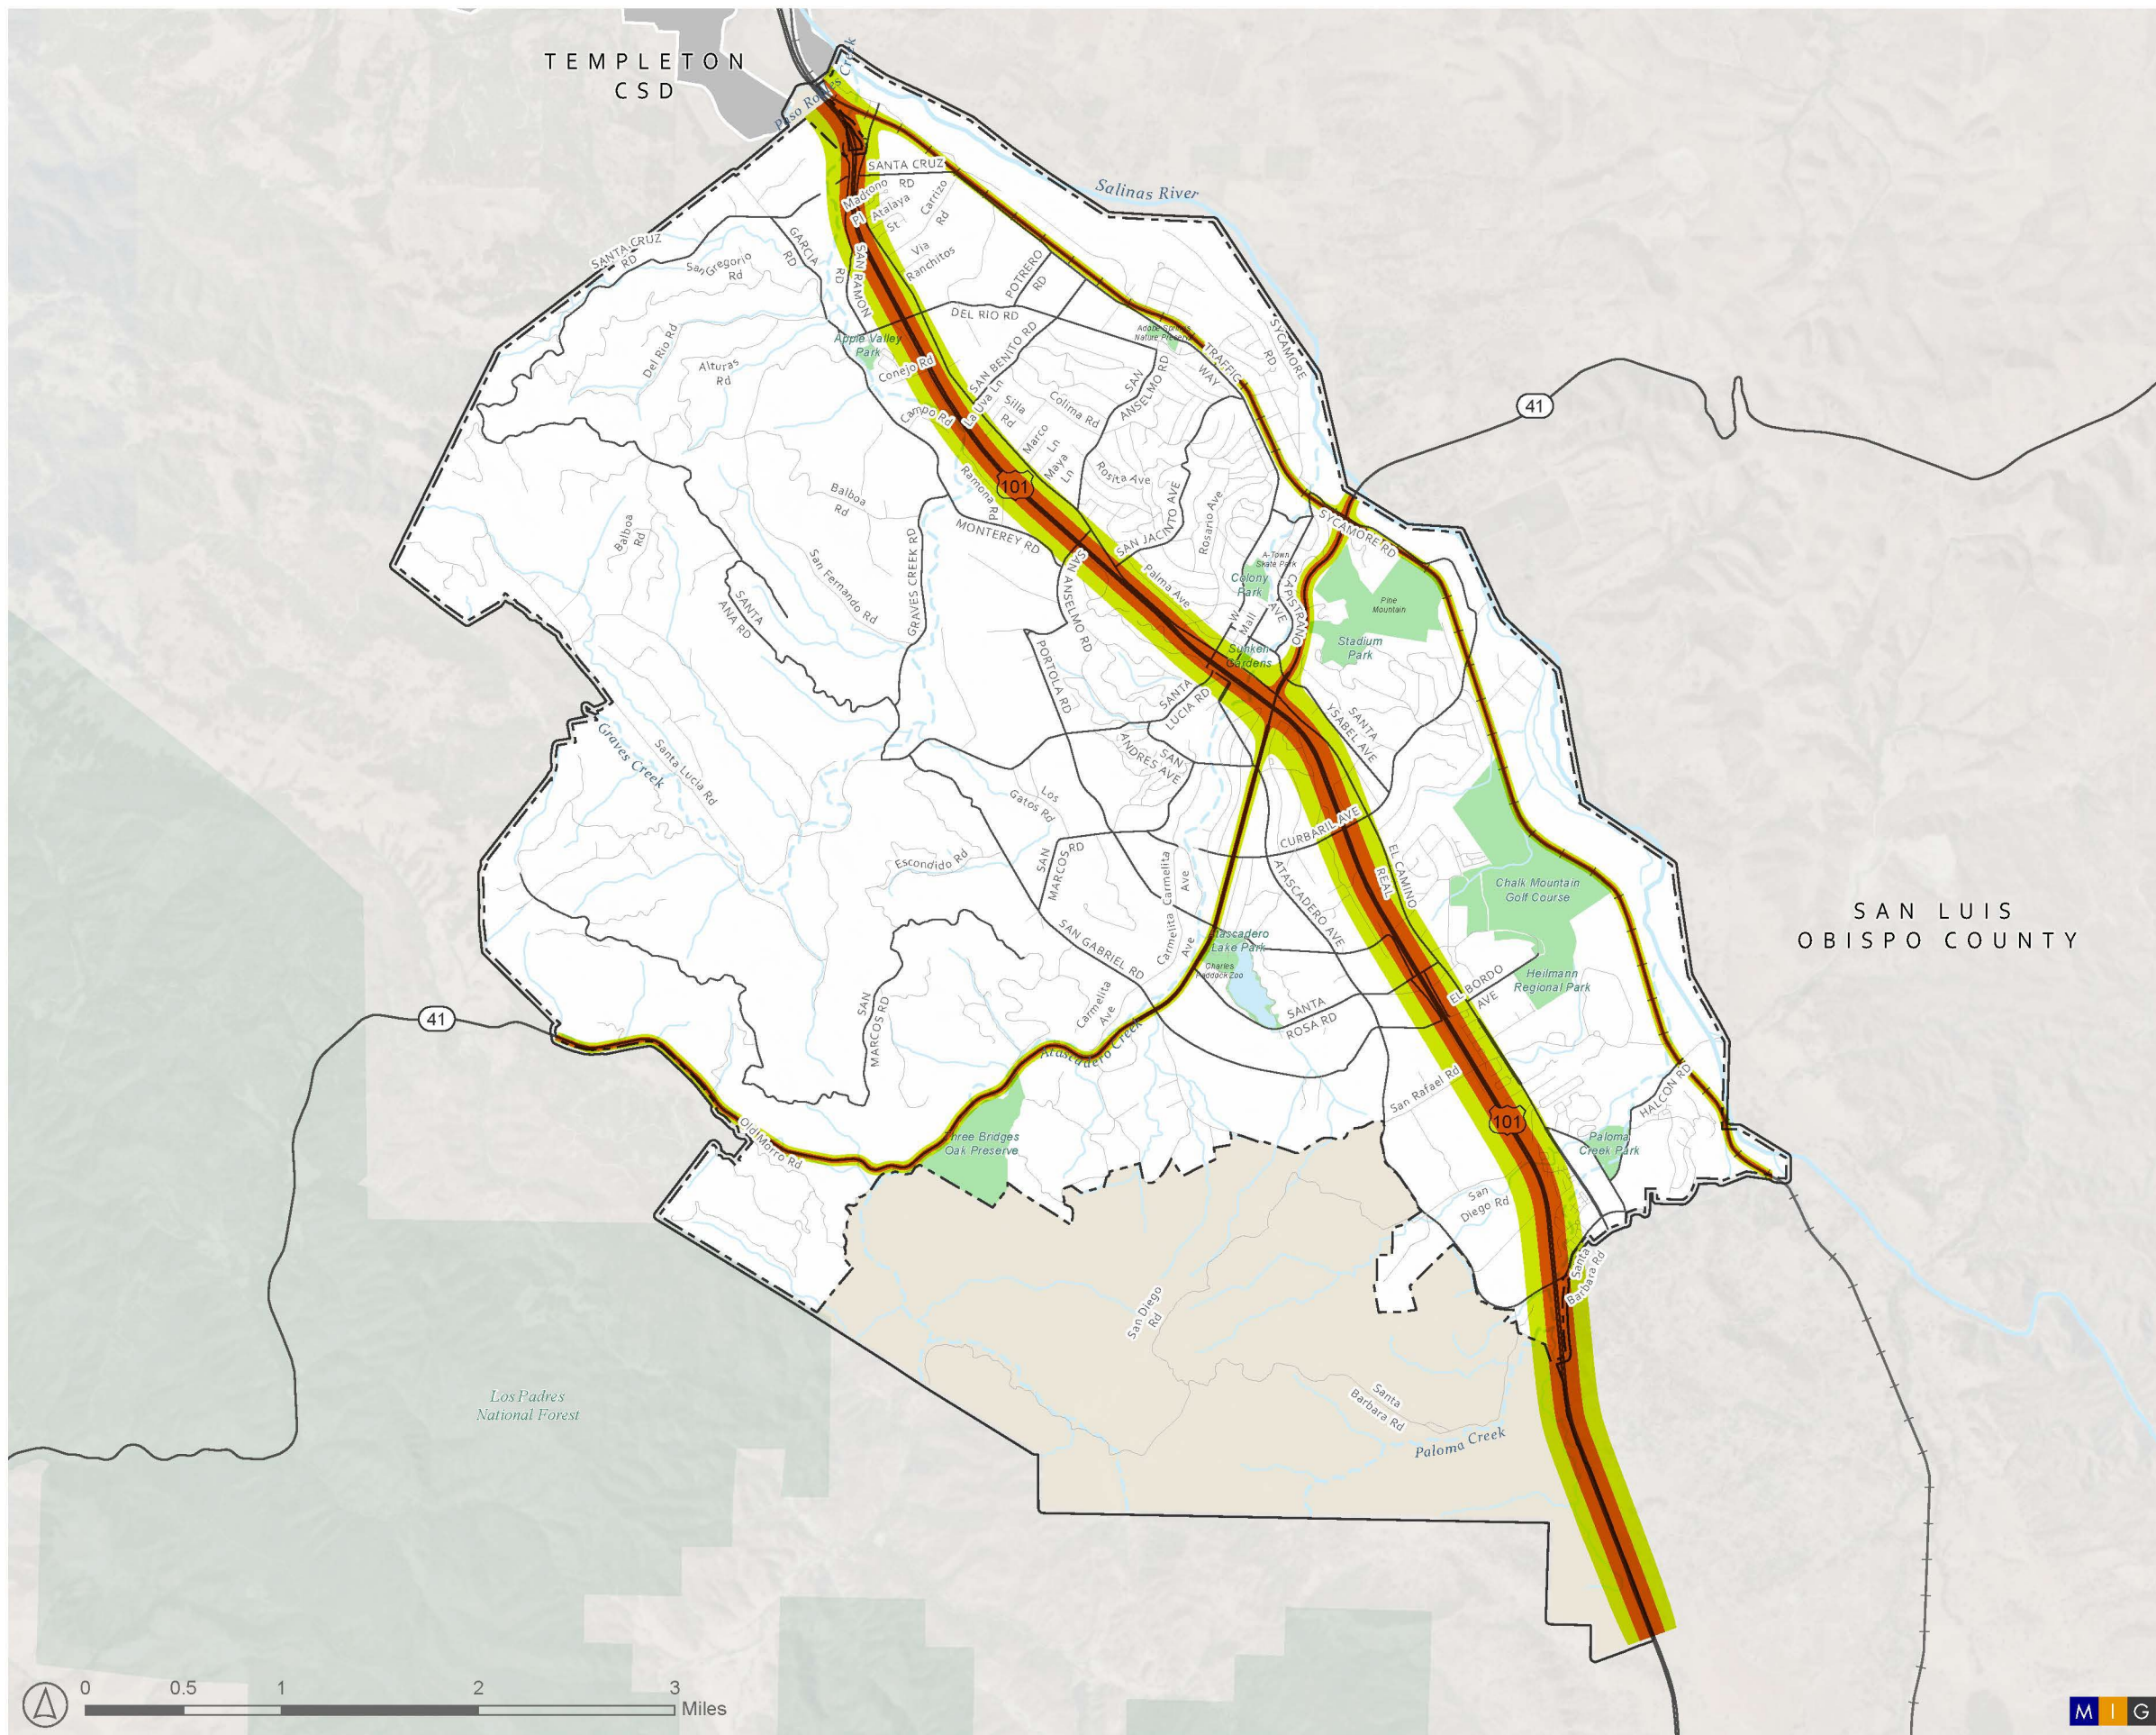 TEMPLETON
CSD
Paso Robles Creek
SANTA CRUZ
RD
Madrono
Pl
Atalaya
St
Carrizo
Rd
Salinas River
SANTA CRUZ
RD
San Gregorio
Rd
GARCIA
RD
RD
SAN RAMON
Via
Ranchitos
POTRERO
RD
DEL RIO RD
Del Rio Rd
Alturas
Rd
Apple Valley
Park
Conejo Rd
SAN BENITO RD
Adobe Springs
Nature Preserve
TRAFFIC
WAY
SYCAMORE
RD
Campo Rd
La Uva Ln
Silla
Rd
Colima Rd
SAN
ANSELMO RD
Marco
Ln
Maya
Ln
41
Ramona Rd
101
Rosita Ave
SAN JACINTO AVE
Rosario Ave
Balboa
Rd
Balboa
Rd
MONTEREY RD
SYCAMORE RD
San Fernando Rd
GRAVES CREEK RD
SAN ANSELMO RD
Palma Ave
A-Town
Skate Park
Colony
Park
CAPISTRANO
AVE
W
Mall
Pine
Mountain
SANTA
ANA RD
PORTOLA RD
Sunken
Gardens
Stadium
Park
SANTA
LUCIA RD
SANTA
YSABEL AVE
Graves Creek
Santa Lucia Rd
SAN
ANDRES AVE
Los
Gatos Rd
CURBARIL AVE
EL CAMINO
REAL
Escondido Rd
SAN
MARCOS RD
Carmelita
Ave
ATASCADERO AVE
Chalk Mountain
Golf Course
SAN LUIS
OBISPO COUNTY
SAN GABRIEL RD
Carmelita
Ave
Atascadero
Lake Park
Charles
Paddock Zoo
EL BORDO
AVE
Heilmann
Regional Park
41
SAN
MARCOS RD
Carmelita
Ave
SANTA
ROSA RD
Atascadero Creek
San Rafael Rd
HALCON RD
101
Old Morro Rd
Three Bridges
Oak Preserve
Paloma
Creek Park
San
Diego Rd
Santa
Barbara Rd
San Diego
Rd
Los Padres
National Forest
Santa
Barbara Rd
Paloma Creek
0 0.5 1 2 3
Miles
M I G